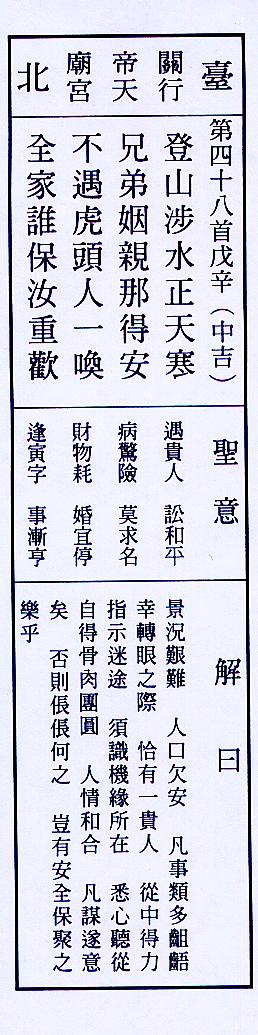 臺
關行
帝天
廟宮
北
第四十八首戊辛（中吉）
登山涉水正天寒
兄弟姻親那得安
不遇虎頭人一喚
全家誰保汝重歡
聖意
遇貴人　訟和平
病驚險　莫求名
財物耗　婚宜停
逢寅字　事漸亨
解曰
景況艱難　人口欠安　凡事類多齟齬
幸轉眼之際　恰有一貴人　從中得力
指示迷途　須識機緣所在　悉心聽從
自得骨肉團圓　人情和合　凡謀遂意
矣　否則倀倀何之　豈有安全保聚之
樂乎